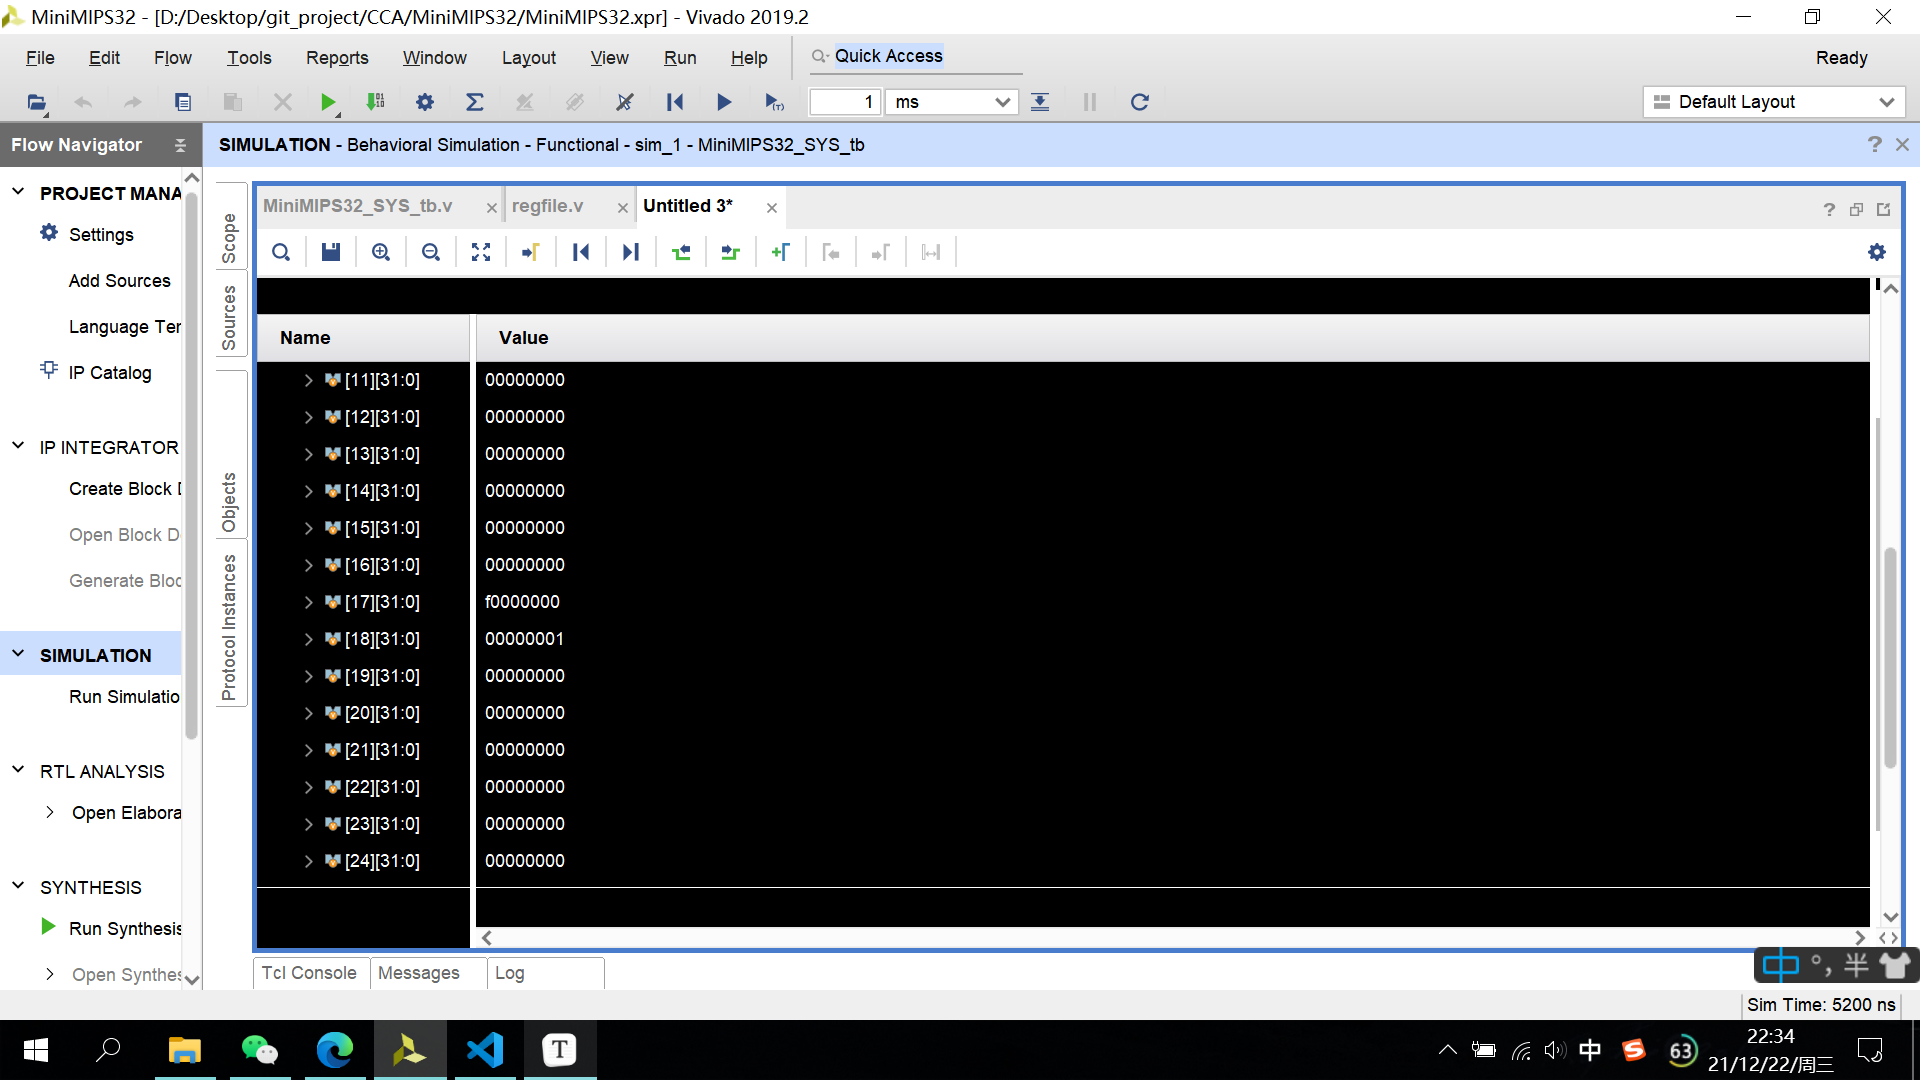 MiniMIPS32 - [D:/Desktop/git_project/CCA/MiniMIPS32/MiniMIPS32.xpr] - Vivado 2019.2
File Edit Flow Tools Reports Window Layout View Run Help Quick Access Ready
1 ms Default Layout
Flow Navigator
SIMULATION - Behavioral Simulation - Functional - sim_1 - MiniMIPS32_SYS_tb
PROJECT MANA
Settings
Add Sources
Language Ter
IP Catalog
IP INTEGRATOR
Create Block D
Open Block D
Generate Bloc
SIMULATION
Run Simulatio
RTL ANALYSIS
Open Elabora
SYNTHESIS
Run Synthesis
Open Synthes
Scope
Sources
Objects
Protocol Instances
MiniMIPS32_SYS_tb.v regfile.v Untitled 3*
Name Value
[11][31:0] 00000000
[12][31:0] 00000000
[13][31:0] 00000000
[14][31:0] 00000000
[15][31:0] 00000000
[16][31:0] 00000000
[17][31:0] f0000000
[18][31:0] 00000001
[19][31:0] 00000000
[20][31:0] 00000000
[21][31:0] 00000000
[22][31:0] 00000000
[23][31:0] 00000000
[24][31:0] 00000000
Tcl Console Messages Log
中 °, 半
Sim Time: 5200 ns
T 中 S 63 22:34
21/12/22/周三